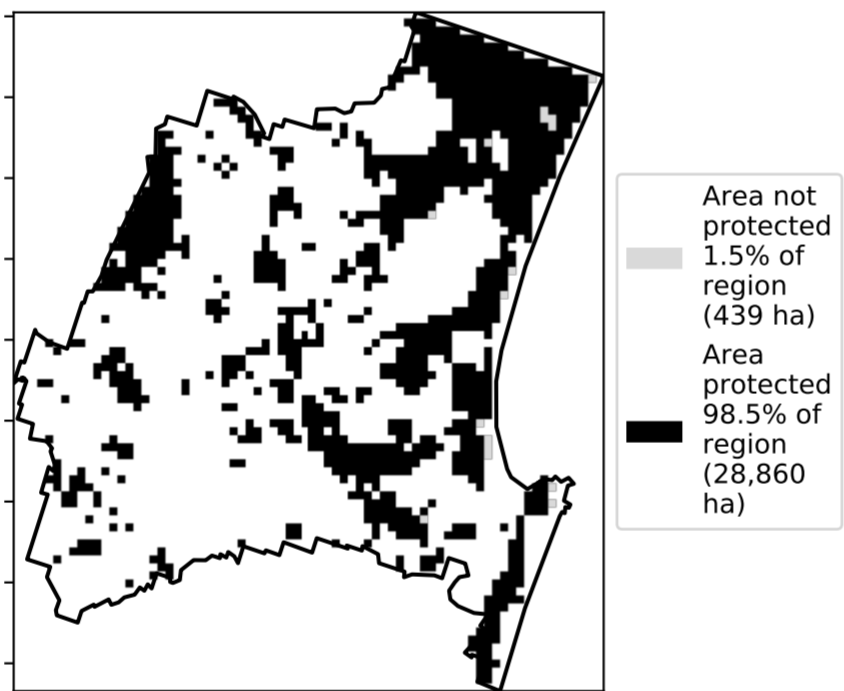 Area not
protected
1.5% of
region
(439 ha)
Area
protected
98.5% of
region
(28,860
ha)